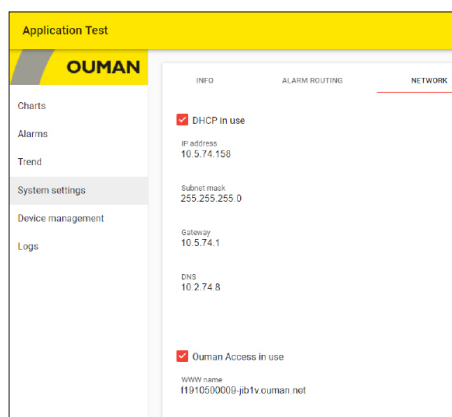 Application Test
OUMAN
INFO ALARM ROUTING NETWORK
Charts
Alarms
Trend
System settings
Device management
Logs
DHCP in use
IP address
10.5.74.158
Subnet mask
255.255.255.0
Gateway
10.5.74.1
DNS
10.2.74.8
Ouman Access in use
WWW name
f1910500009-jib1v.ouman.net